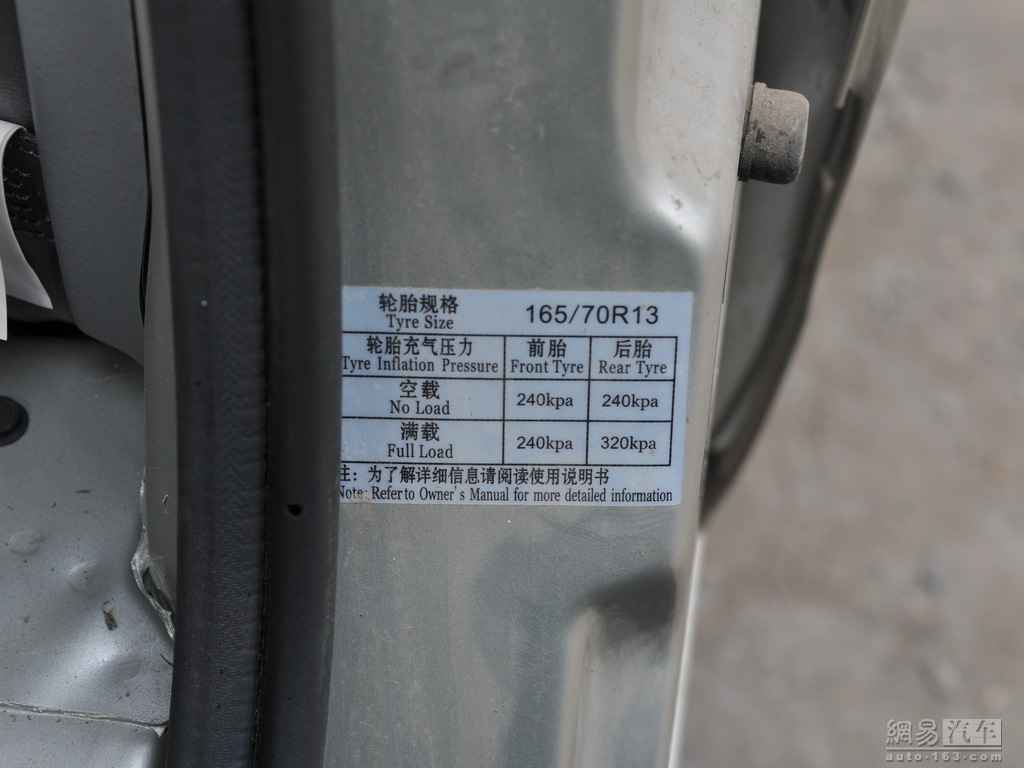 轮胎规格 165/70R13
Tyre Size
轮胎充气压力 前胎 后胎
Tyre Inflation Pressure Front Tyre Rear Tyre
空载
No Load 240kpa 240kpa
满载
Full Load 240kpa 320kpa
注：为了解详细信息请阅读使用说明书
Note: Refer to Owner's Manual for more detailed information
網易汽车
auto.163.com